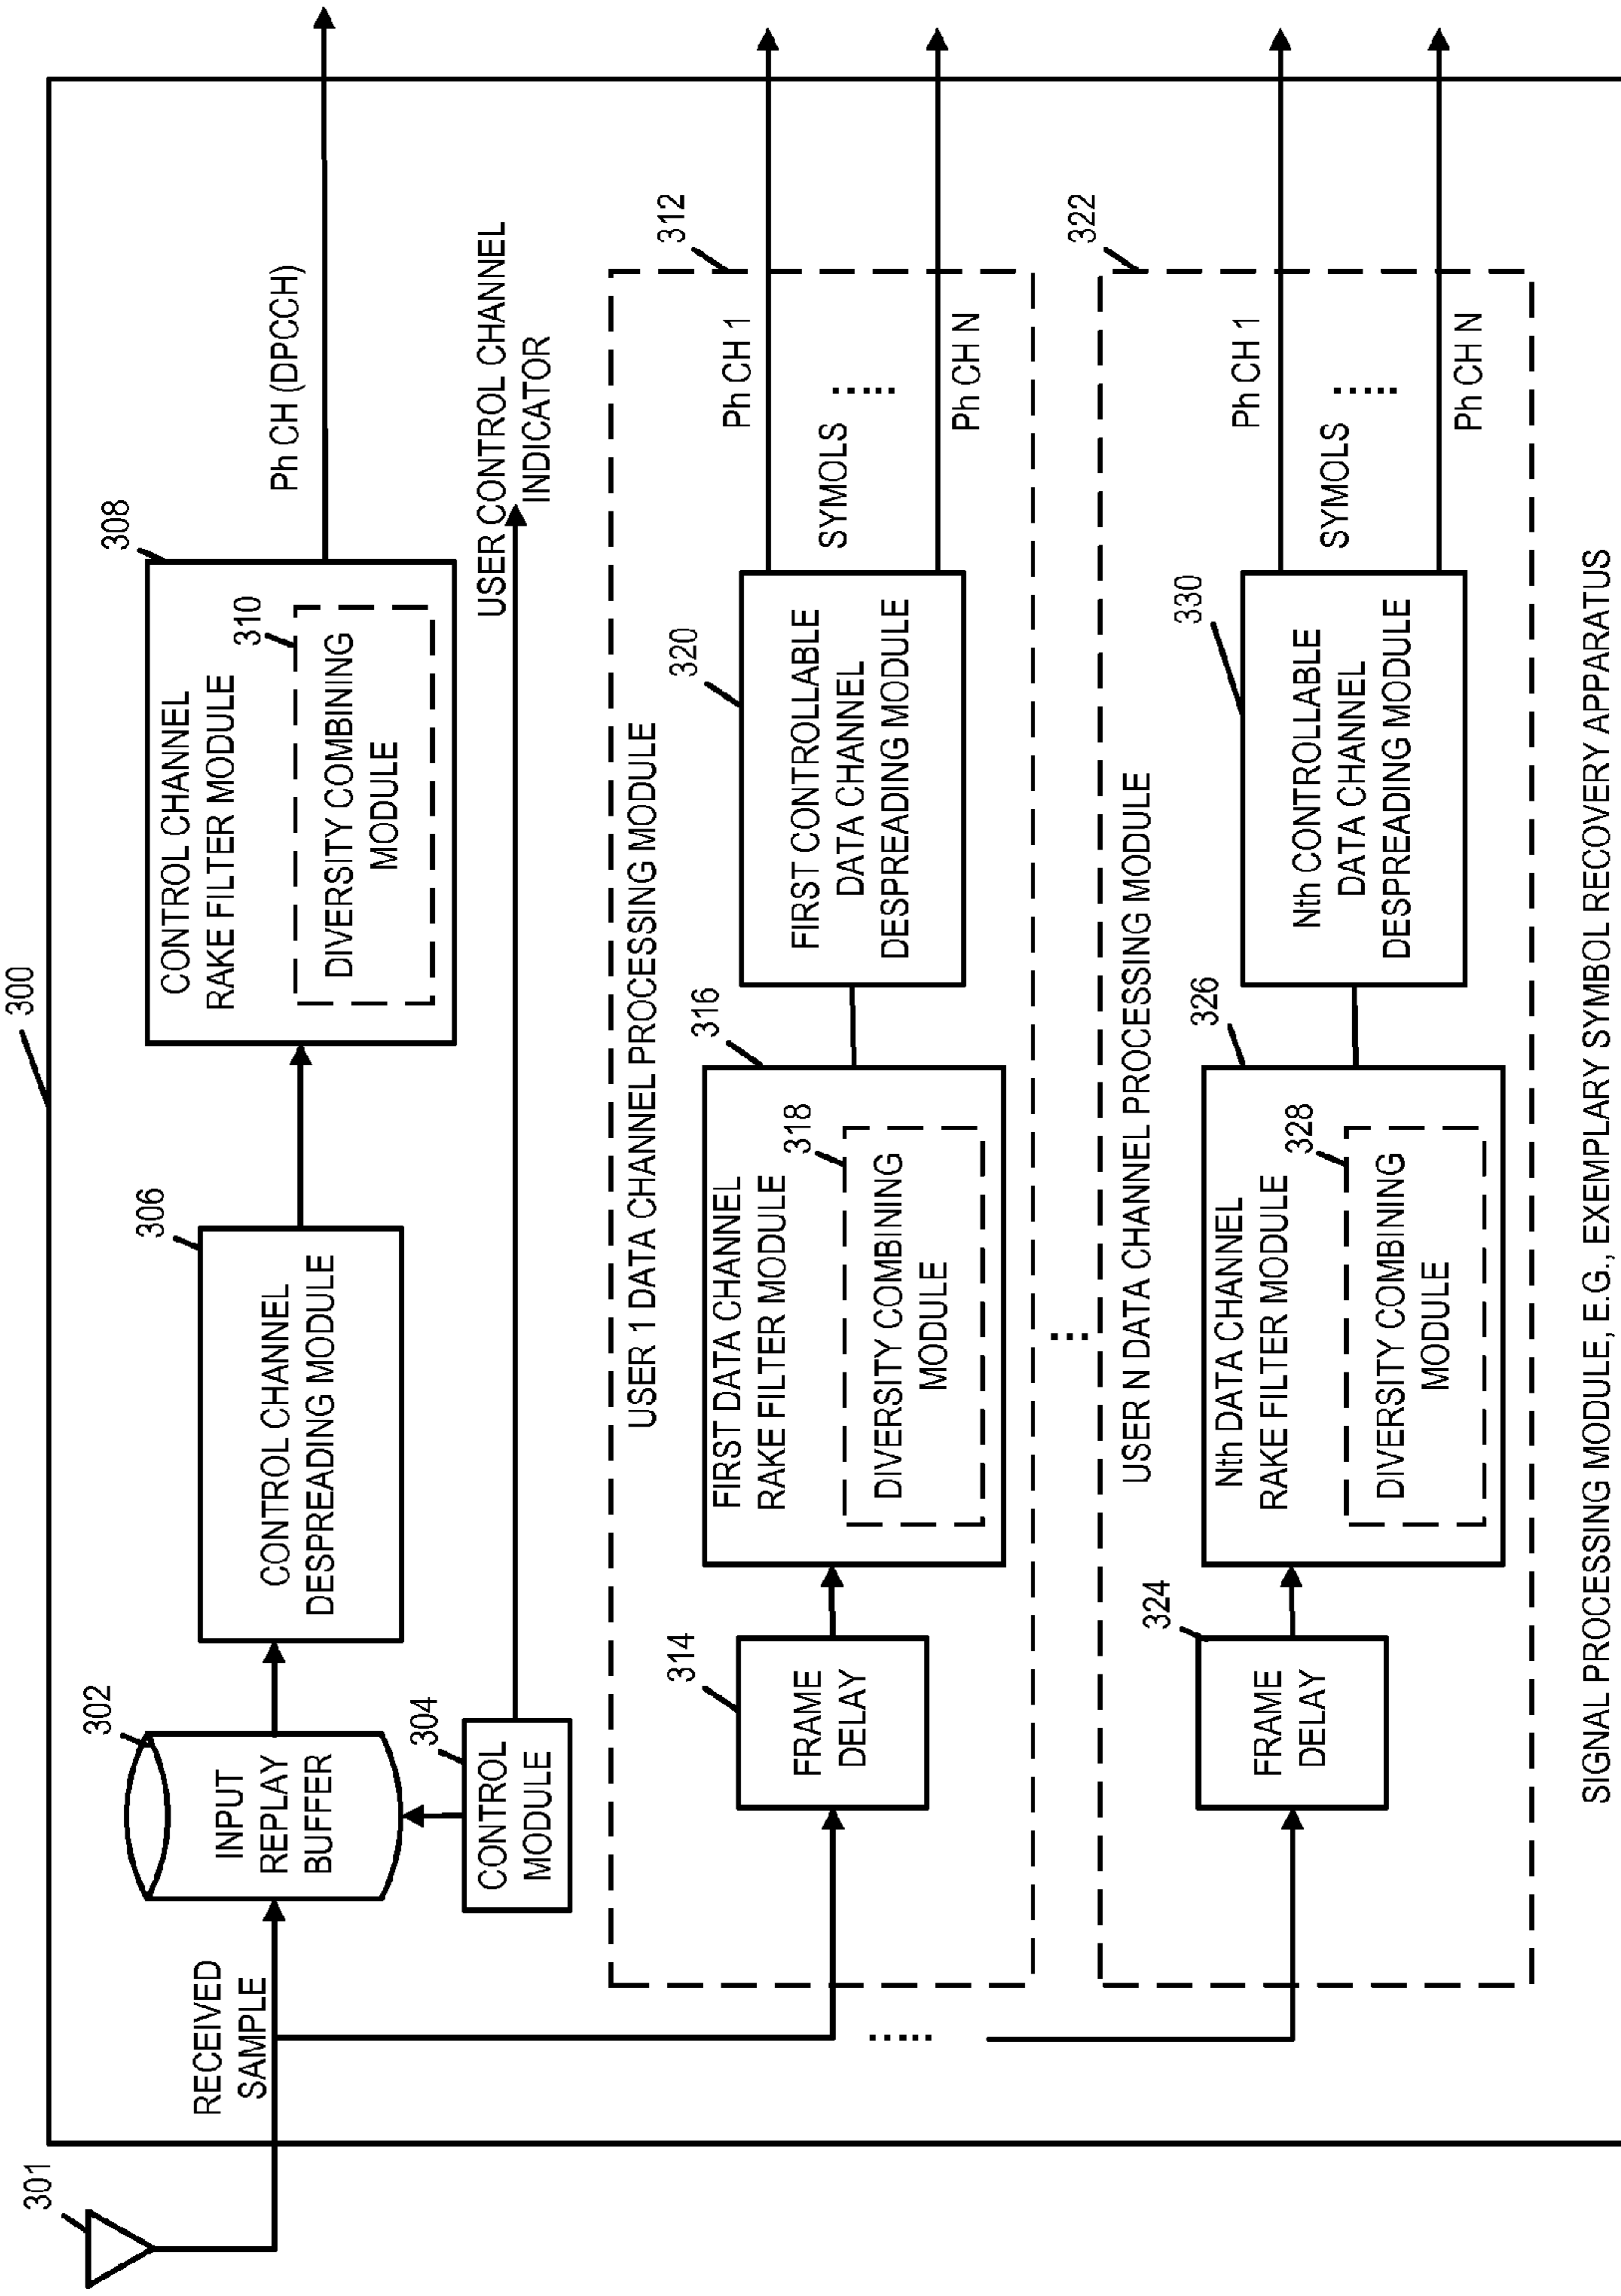 300
301
RECEIVED
SAMPLE
302
INPUT
REPLAY
BUFFER
304
CONTROL
MODULE
306
CONTROL CHANNEL
DESPREADING MODULE
308
CONTROL CHANNEL
RAKE FILTER MODULE
310
DIVERSITY COMBINING
MODULE
Ph CH (DPCCH)
USER CONTROL CHANNEL
INDICATOR
USER 1 DATA CHANNEL PROCESSING MODULE
312
314
FRAME
DELAY
316
FIRST DATA CHANNEL
RAKE FILTER MODULE
318
DIVERSITY COMBINING
MODULE
320
FIRST CONTROLLABLE
DATA CHANNEL
DESPREADING MODULE
Ph CH 1
SYMOLS .....
Ph CH N
.....
...
USER N DATA CHANNEL PROCESSING MODULE
322
324
FRAME
DELAY
326
Nth DATA CHANNEL
RAKE FILTER MODULE
328
DIVERSITY COMBINING
MODULE
330
Nth CONTROLLABLE
DATA CHANNEL
DESPREADING MODULE
Ph CH 1
SYMOLS .....
Ph CH N
SIGNAL PROCESSING MODULE, E.G., EXEMPLARY SYMBOL RECOVERY APPARATUS